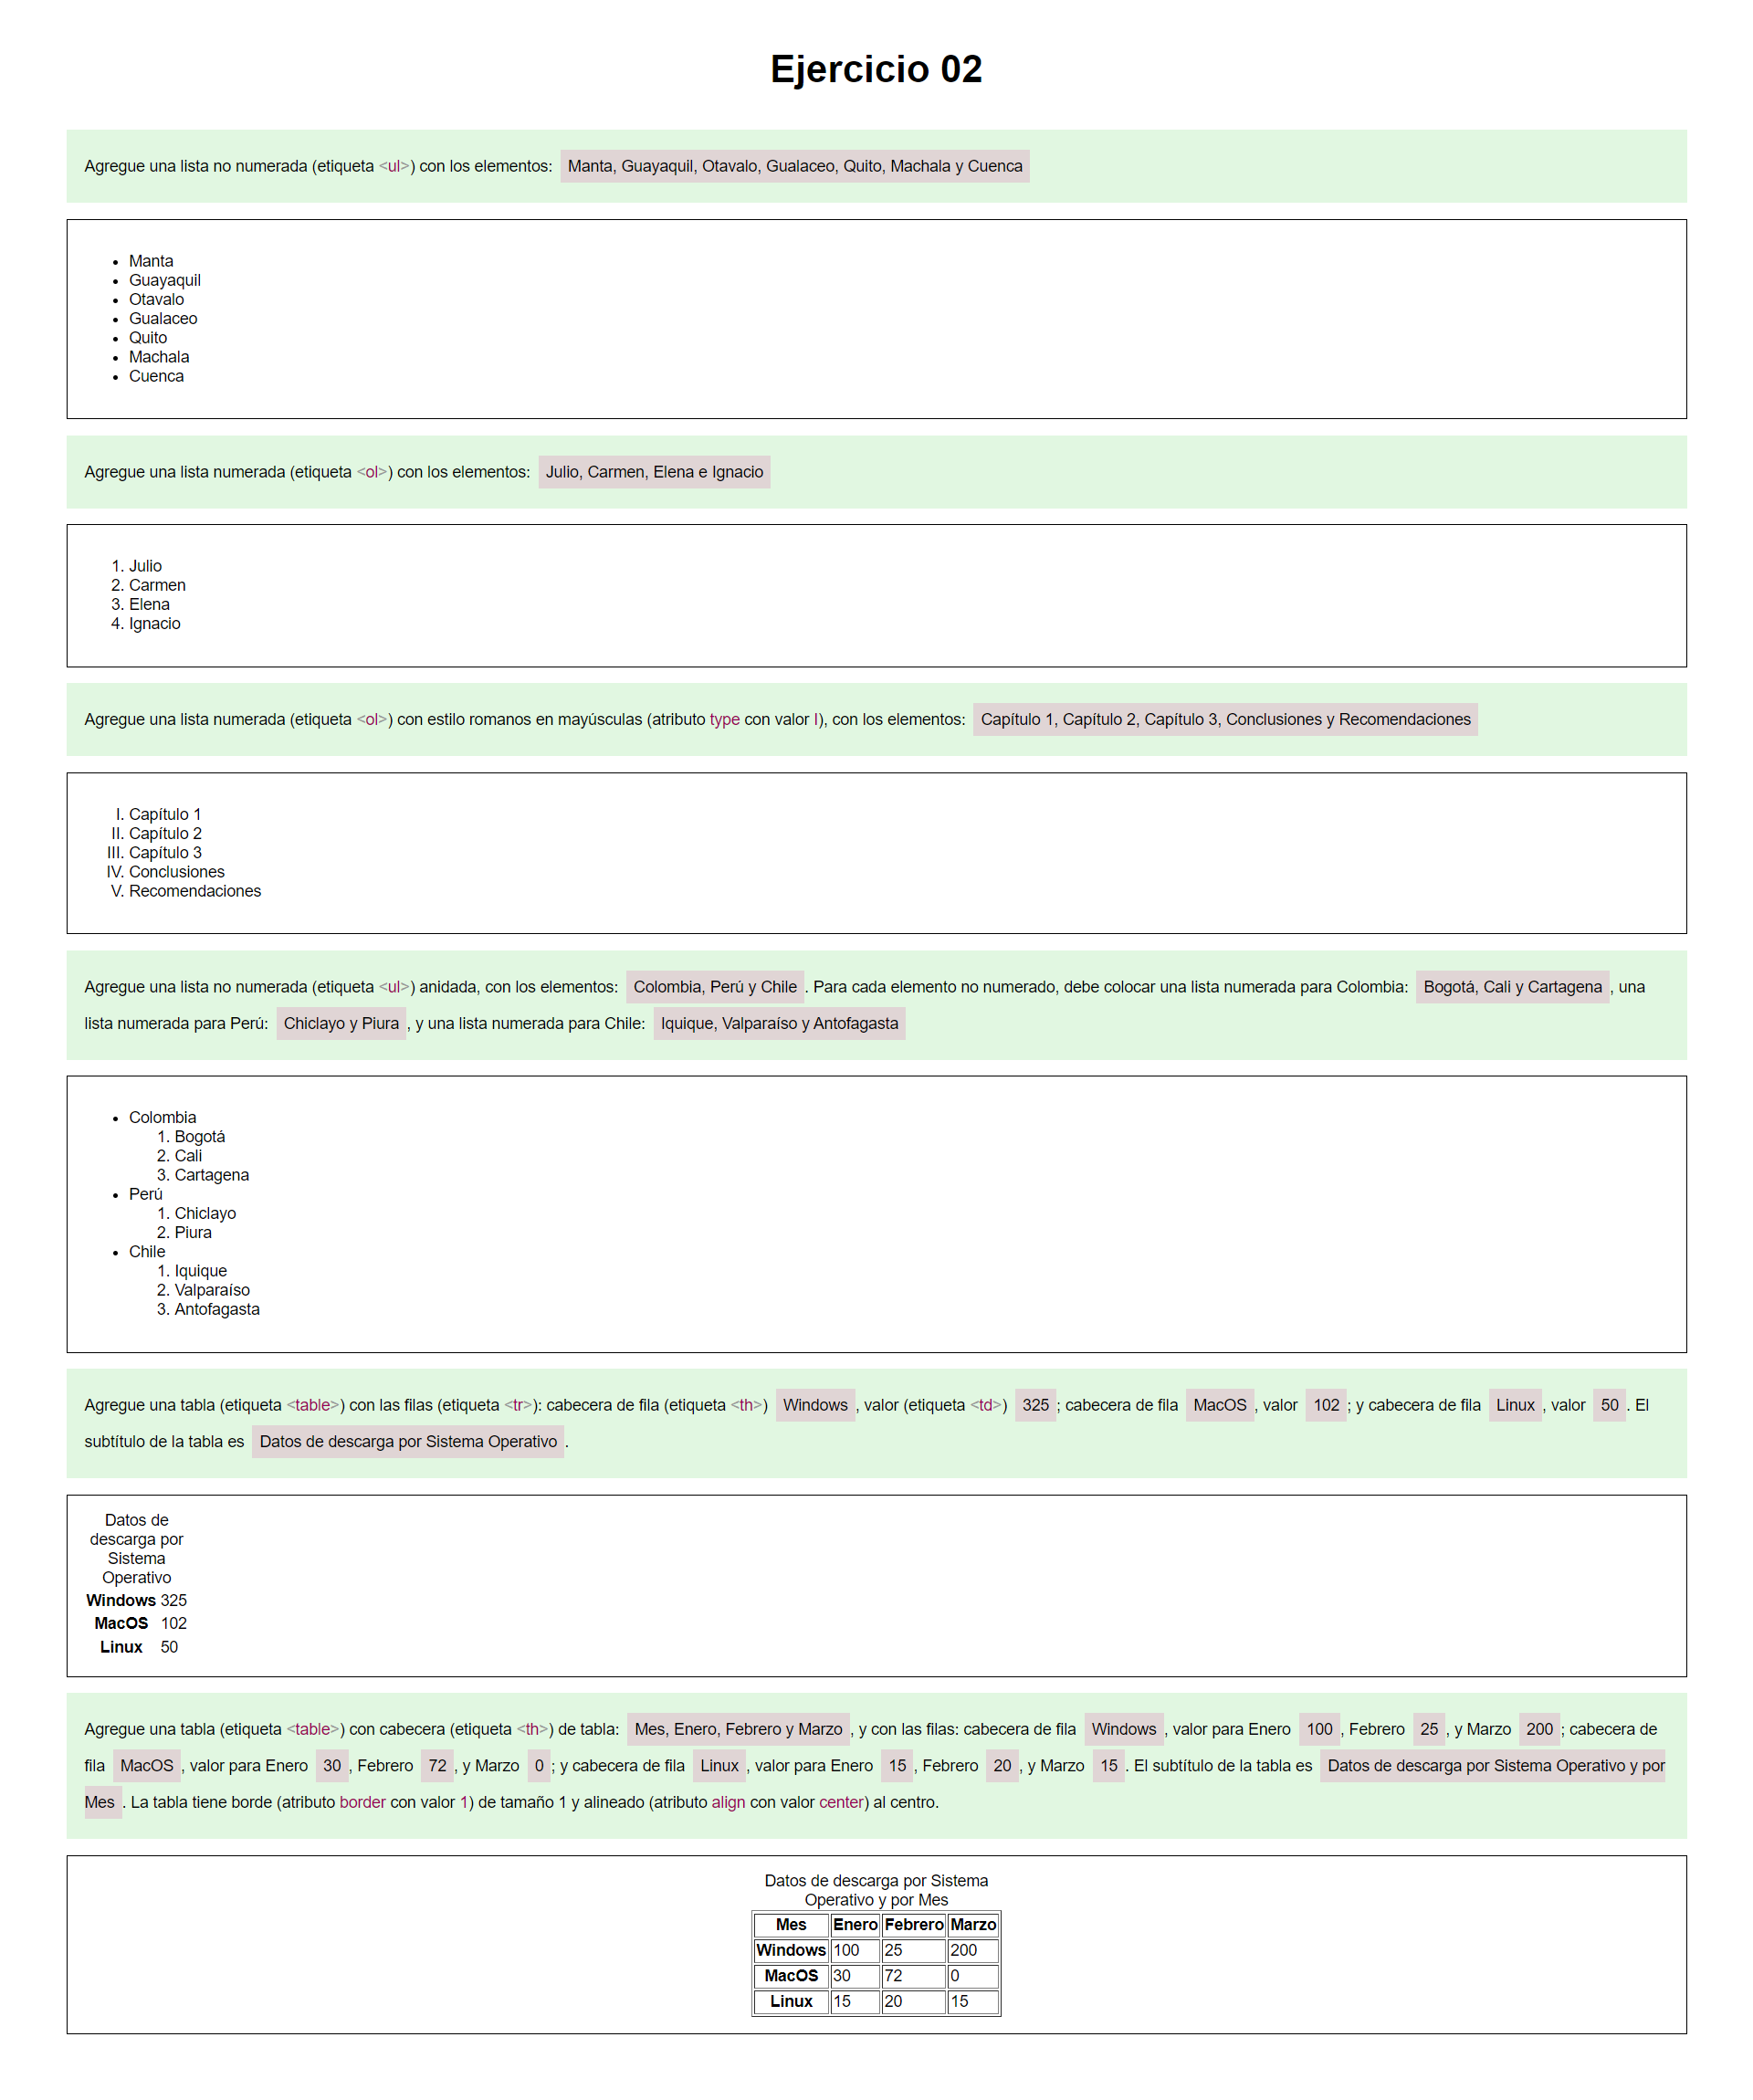 Ejercicio 02
Agregue una lista no numerada (etiqueta <ul>) con los elementos: Manta, Guayaquil, Otavalo, Gualaceo, Quito, Machala y Cuenca
• Manta
• Guayaquil
• Otavalo
• Gualaceo
• Quito
• Machala
• Cuenca
Agregue una lista numerada (etiqueta <ol>) con los elementos: Julio, Carmen, Elena e Ignacio
1. Julio
2. Carmen
3. Elena
4. Ignacio
Agregue una lista numerada (etiqueta <ol>) con estilo romanos en mayúsculas (atributo type con valor I), con los elementos: Capítulo 1, Capítulo 2, Capítulo 3, Conclusiones y Recomendaciones
I. Capítulo 1
II. Capítulo 2
III. Capítulo 3
IV. Conclusiones
V. Recomendaciones
Agregue una lista no numerada (etiqueta <ul>) anidada, con los elementos: Colombia, Perú y Chile . Para cada elemento no numerado, debe colocar una lista numerada para Colombia: Bogotá, Cali y Cartagena , una
lista numerada para Perú: Chiclayo y Piura , y una lista numerada para Chile: Iquique, Valparaíso y Antofagasta
• Colombia
1. Bogotá
2. Cali
3. Cartagena
• Perú
1. Chiclayo
2. Piura
• Chile
1. Iquique
2. Valparaíso
3. Antofagasta
Agregue una tabla (etiqueta <table>) con las filas (etiqueta <tr>): cabecera de fila (etiqueta <th>) Windows , valor (etiqueta <td>) 325 ; cabecera de fila MacOS , valor 102 ; y cabecera de fila Linux , valor 50 . El
subtítulo de la tabla es Datos de descarga por Sistema Operativo .
Datos de
descarga por
Sistema
Operativo
Windows 325
MacOS 102
Linux 50
Agregue una tabla (etiqueta <table>) con cabecera (etiqueta <th>) de tabla: Mes, Enero, Febrero y Marzo , y con las filas: cabecera de fila Windows , valor para Enero 100 , Febrero 25 , y Marzo 200 ; cabecera de
fila MacOS , valor para Enero 30 , Febrero 72 , y Marzo 0 ; y cabecera de fila Linux , valor para Enero 15 , Febrero 20 , y Marzo 15 . El subtítulo de la tabla es Datos de descarga por Sistema Operativo y por
Mes . La tabla tiene borde (atributo border con valor 1) de tamaño 1 y alineado (atributo align con valor center) al centro.
Datos de descarga por Sistema
Operativo y por Mes
Mes Enero Febrero Marzo
Windows 100 25 200
MacOS 30 72 0
Linux 15 20 15